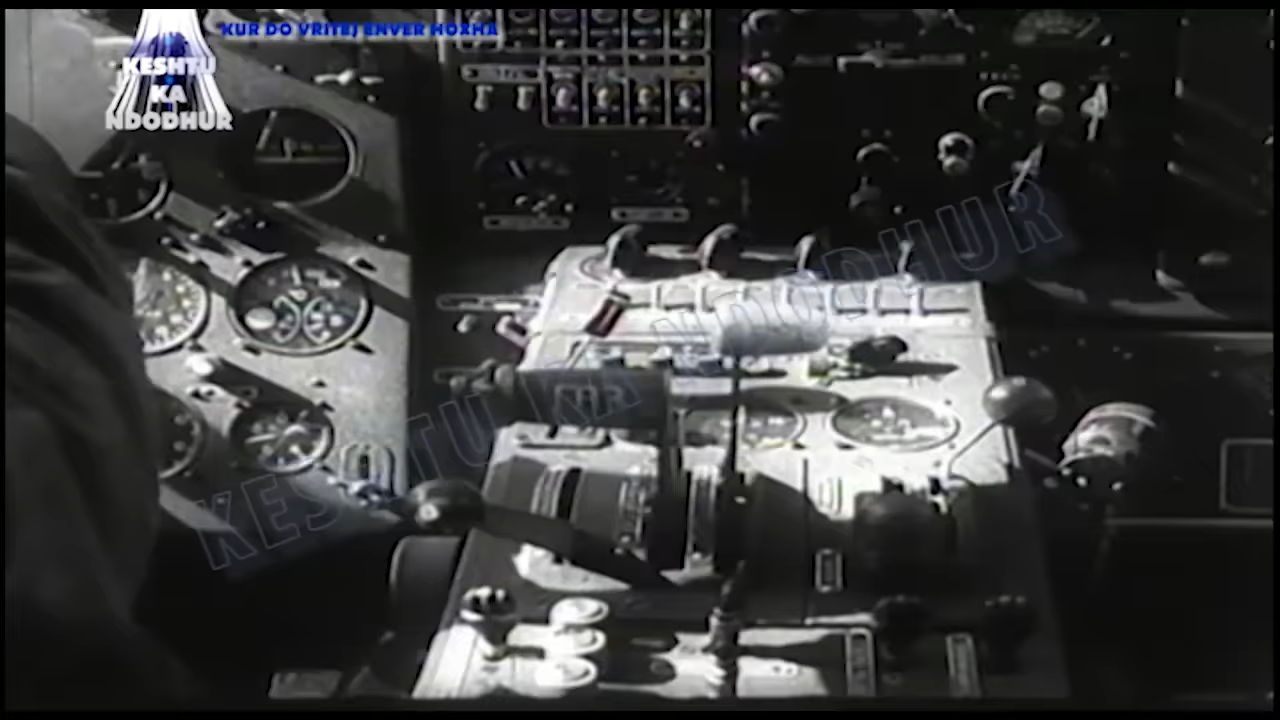 KUR DO VRITEJ ENVER HOXHA
KESHTU
KA
NDODHUR
KESHTU KA NDODHUR